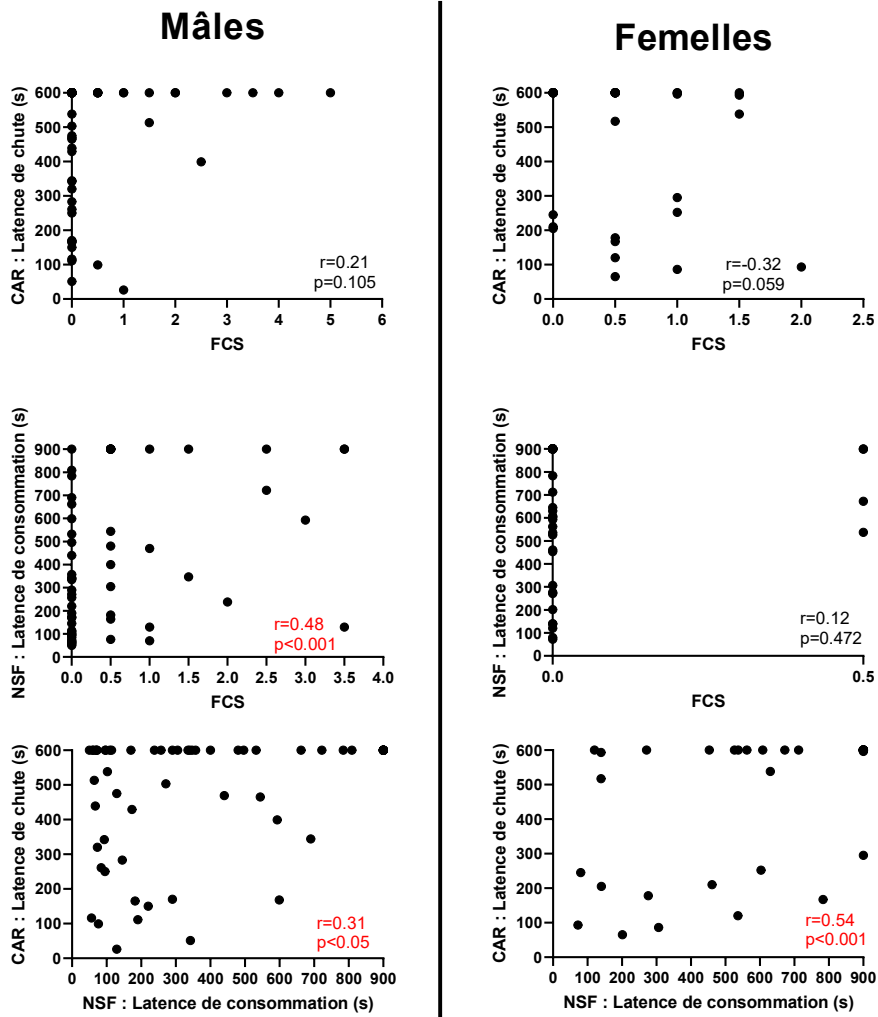 Mâles
600
500
400
300
200
100
0
CAR : Latence de chute (s)
r=0.21
p=0.105
0 1 2 3 4 5 6
FCS
900
800
700
600
500
400
300
200
100
0
NSF : Latence de consommation (s)
r=0.48
p<0.001
0.0 0.5 1.0 1.5 2.0 2.5 3.0 3.5 4.0
FCS
600
500
400
300
200
100
0
CAR : Latence de chute (s)
r=0.31
p<0.05
0 100 200 300 400 500 600 700 800 900
NSF : Latence de consommation (s)
Femelles
600
500
400
300
200
100
0
CAR : Latence de chute (s)
r=-0.32
p=0.059
0.0 0.5 1.0 1.5 2.0 2.5
FCS
900
800
700
600
500
400
300
200
100
0
NSF : Latence de consommation (s)
r=0.12
p=0.472
0.0 0.5
FCS
600
500
400
300
200
100
0
CAR : Latence de chute (s)
r=0.54
p<0.001
0 100 200 300 400 500 600 700 800 900
NSF : Latence de consommation (s)